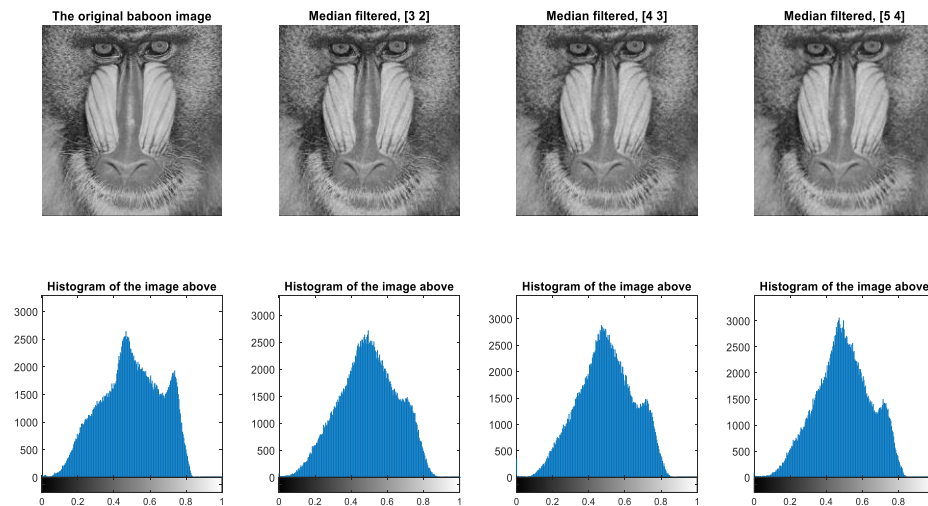 The original baboon image
Median filtered, [3 2]
Median filtered, [4 3]
Median filtered, [5 4]
Histogram of the image above
3000
2500
2000
1500
1000
500
0
0 0.2 0.4 0.6 0.8 1
Histogram of the image above
3000
2500
2000
1500
1000
500
0
0 0.2 0.4 0.6 0.8 1
Histogram of the image above
3000
2500
2000
1500
1000
500
0
0 0.2 0.4 0.6 0.8 1
Histogram of the image above
3000
2500
2000
1500
1000
500
0
0 0.2 0.4 0.6 0.8